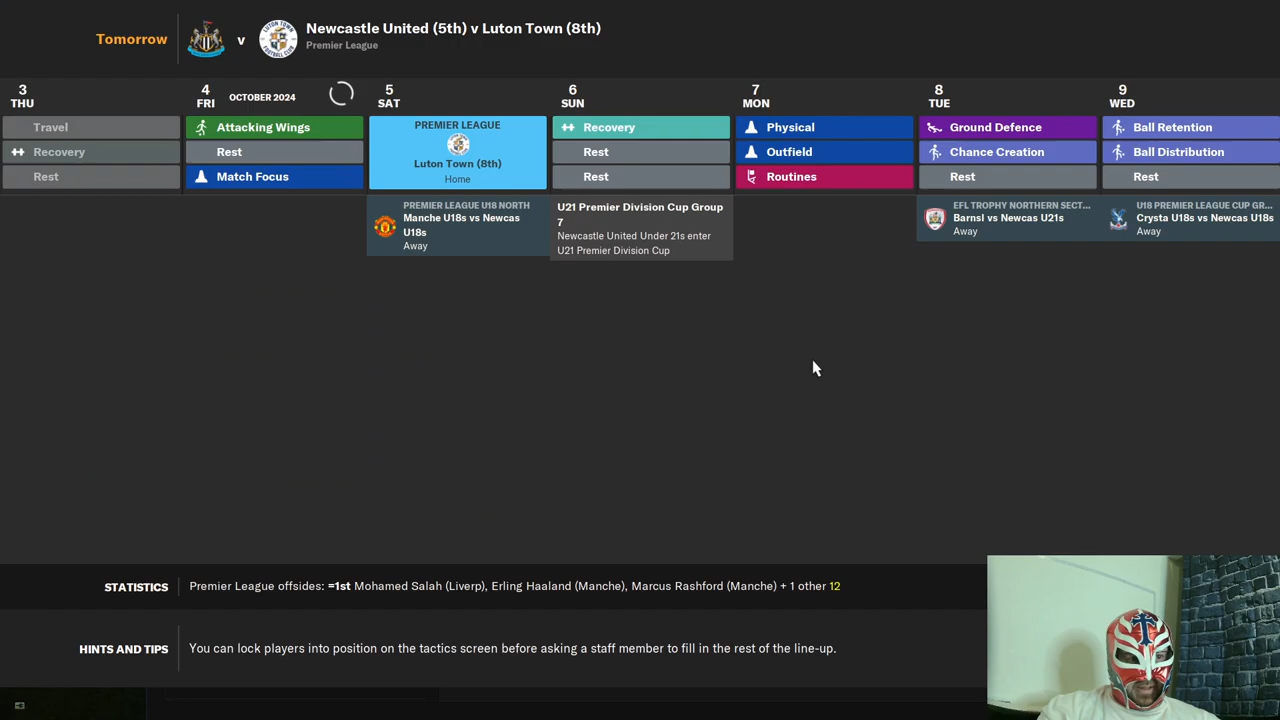 Tomorrow
v
Newcastle United (5th) v Luton Town (8th)
Premier League
3
THU
4
FRI
OCTOBER 2024
5
SAT
6
SUN
7
MON
8
TUE
9
WED
Travel
Recovery
Rest
Attacking Wings
Rest
Match Focus
PREMIER LEAGUE
Luton Town (8th)
Home
Recovery
Rest
Rest
Physical
Outfield
Routines
Ground Defence
Chance Creation
Rest
Ball Retention
Ball Distribution
Rest
PREMIER LEAGUE U18 NORTH
Manche U18s vs Newcas
U18s
Away
U21 Premier Division Cup Group
7
Newcastle United Under 21s enter
U21 Premier Division Cup
EFL TROPHY NORTHERN SECT...
Barnsl vs Newcas U21s
Away
U18 PREMIER LEAGUE CUP GR...
Crysta U18s vs Newcas U18s
Away
STATISTICS
Premier League offsides: =1st Mohamed Salah (Liverp), Erling Haaland (Manche), Marcus Rashford (Manche) + 1 other 12
HINTS AND TIPS
You can lock players into position on the tactics screen before asking a staff member to fill in the rest of the line-up.